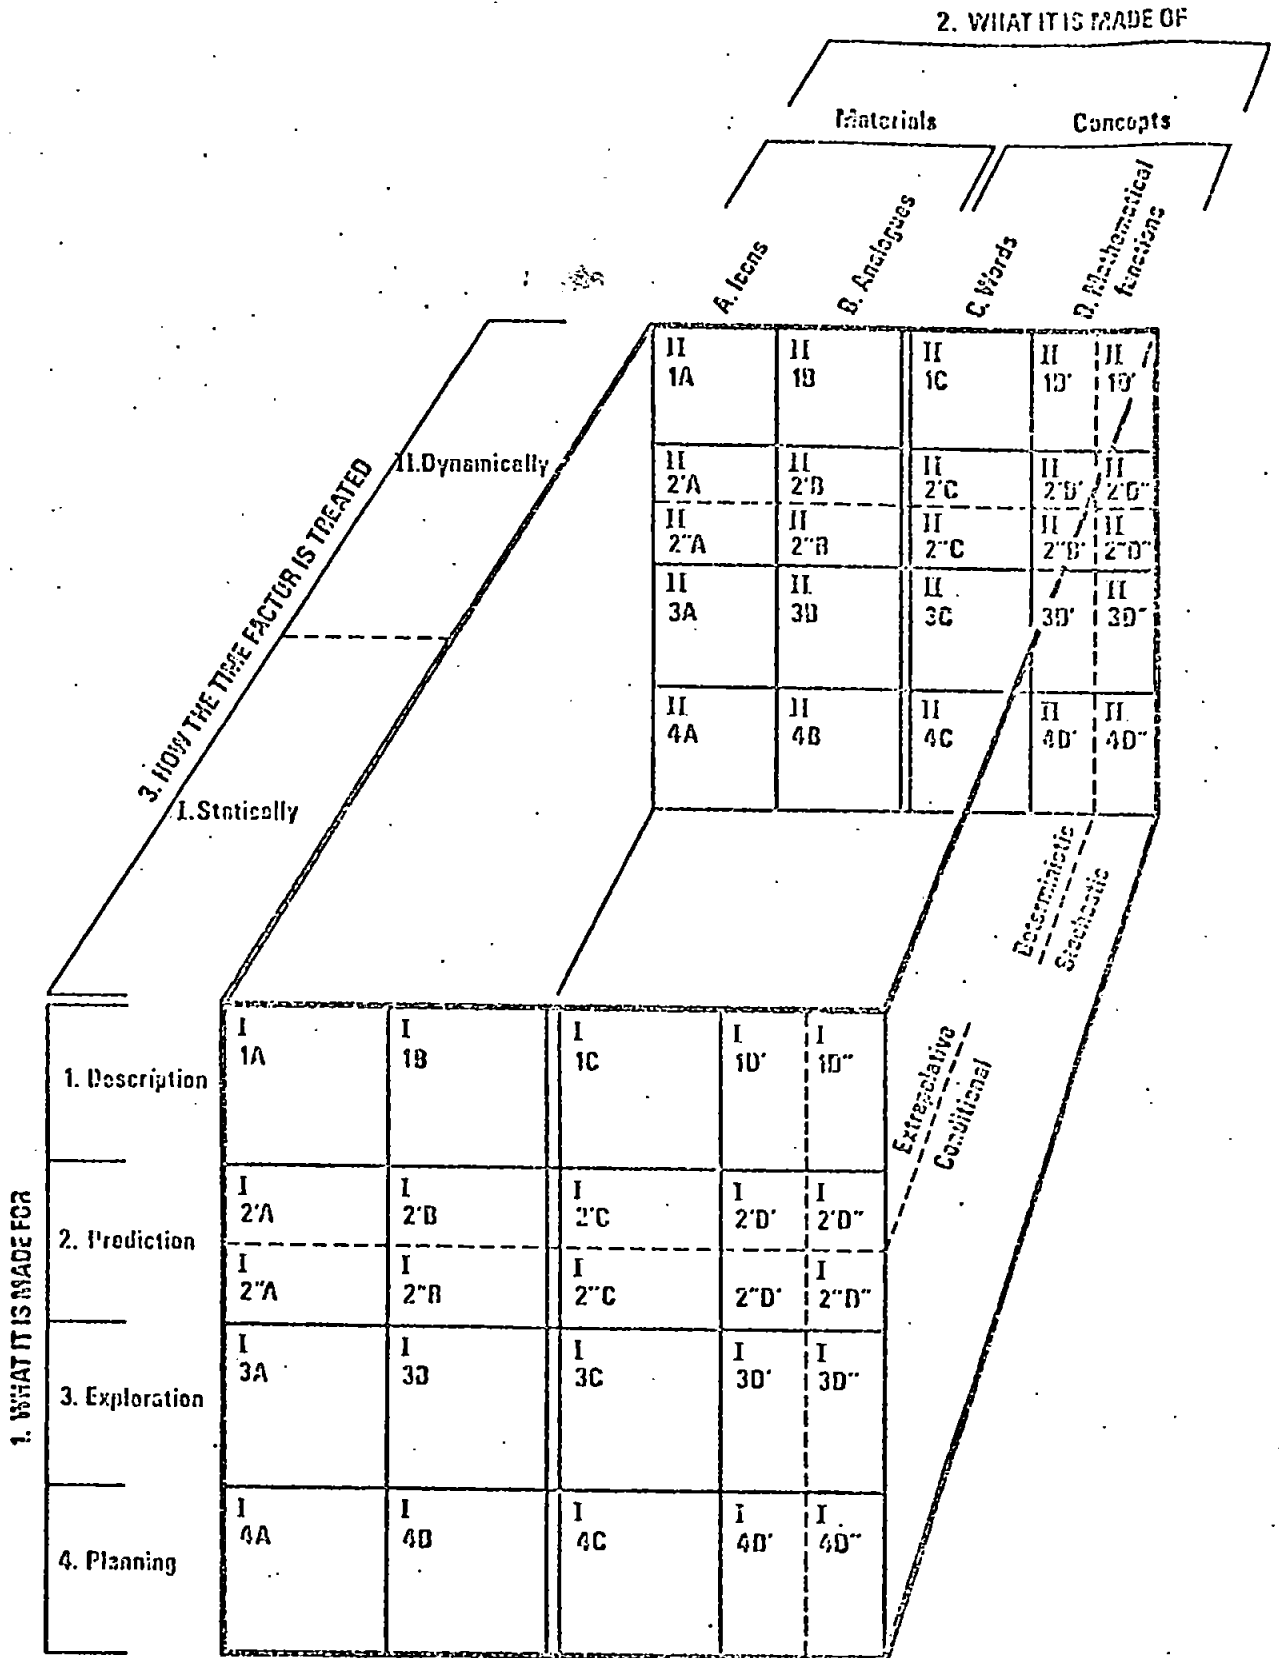 2. WHAT IT IS MADE OF
Materials
Concepts
A. Icons
B. Analogues
C. Words
D. Mathematical
functions
3. HOW THE TIME FACTOR IS TREATED
II. Dynamically
I. Statically
II II II II II
1A 1B 1C 1D' 1D'
II II II II II
2'A 2'B 2'C 2'D' 2'D"
II II II II II
2"A 2"B 2"C 2"D' 2"D"
II II II II
3A 3B 3C 3D' 3D"
II II II II II
4A 4B 4C 4D' 4D"
Deterministic
Stochastic
Extrapolative
Conditional
1. WHAT IT IS MADE FOR
1. Description
2. Prediction
3. Exploration
4. Planning
I I I I I
1A 1B 1C 1D' 1D"
I I I I I
2'A 2'B 2'C 2'D' 2'D"
I I I I
2"A 2"B 2"C 2"D' 2"D"
I I I I I
3A 3B 3C 3D' 3D"
I I I I I
4A 4B 4C 4D' 4D"